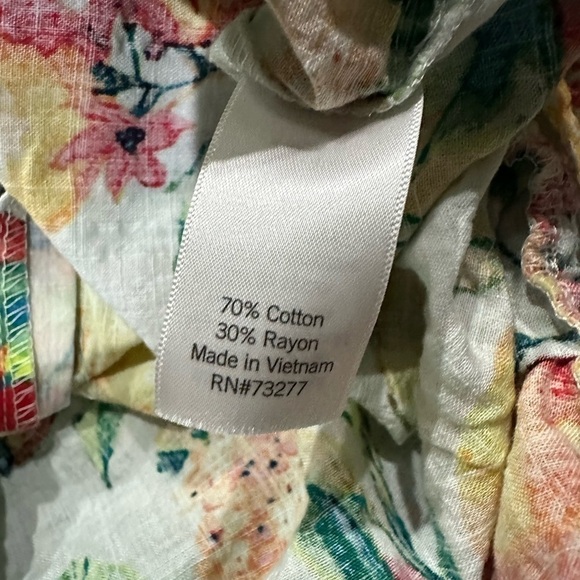 70% Cotton
30% Rayon
Made in Vietnam
RN#73277